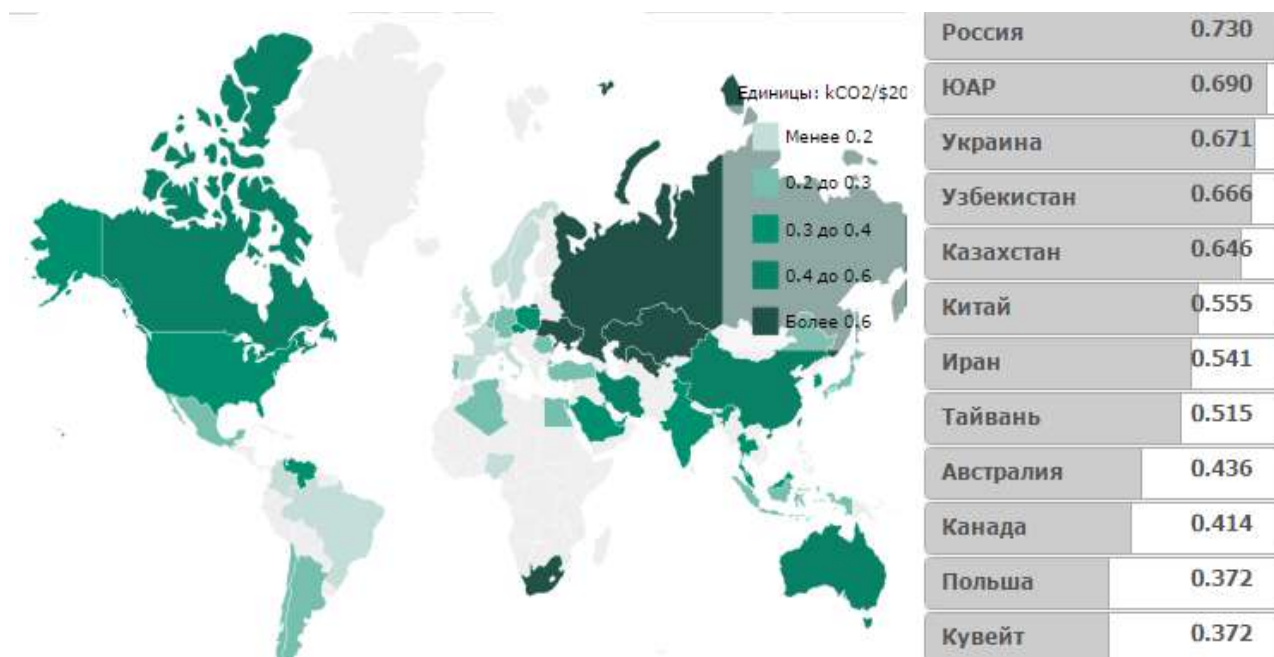 Единицы: kCO2/$20
Менее 0.2
0.2 до 0.3
0.3 до 0.4
0.4 до 0.6
Более 0.6
Россия 0.730
ЮАР 0.690
Украина 0.671
Узбекистан 0.666
Казахстан 0.646
Китай 0.555
Иран 0.541
Тайвань 0.515
Австралия 0.436
Канада 0.414
Польша 0.372
Кувейт 0.372